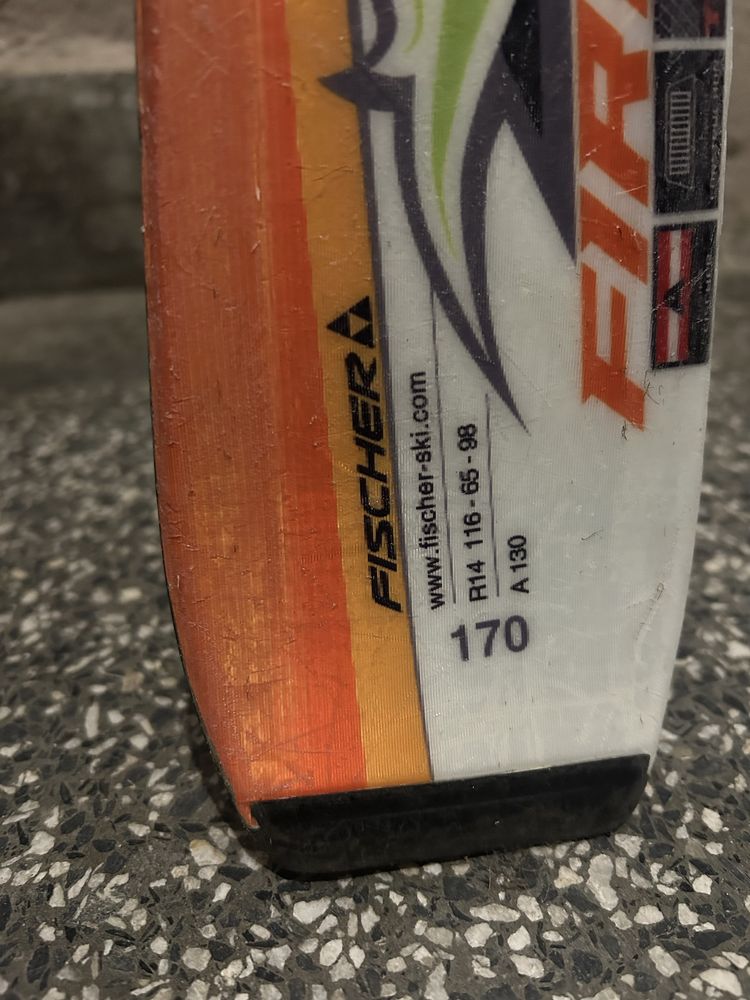 FISCHER
www.fischer-ski.com
R14 116 - 65 - 98
A 130
170